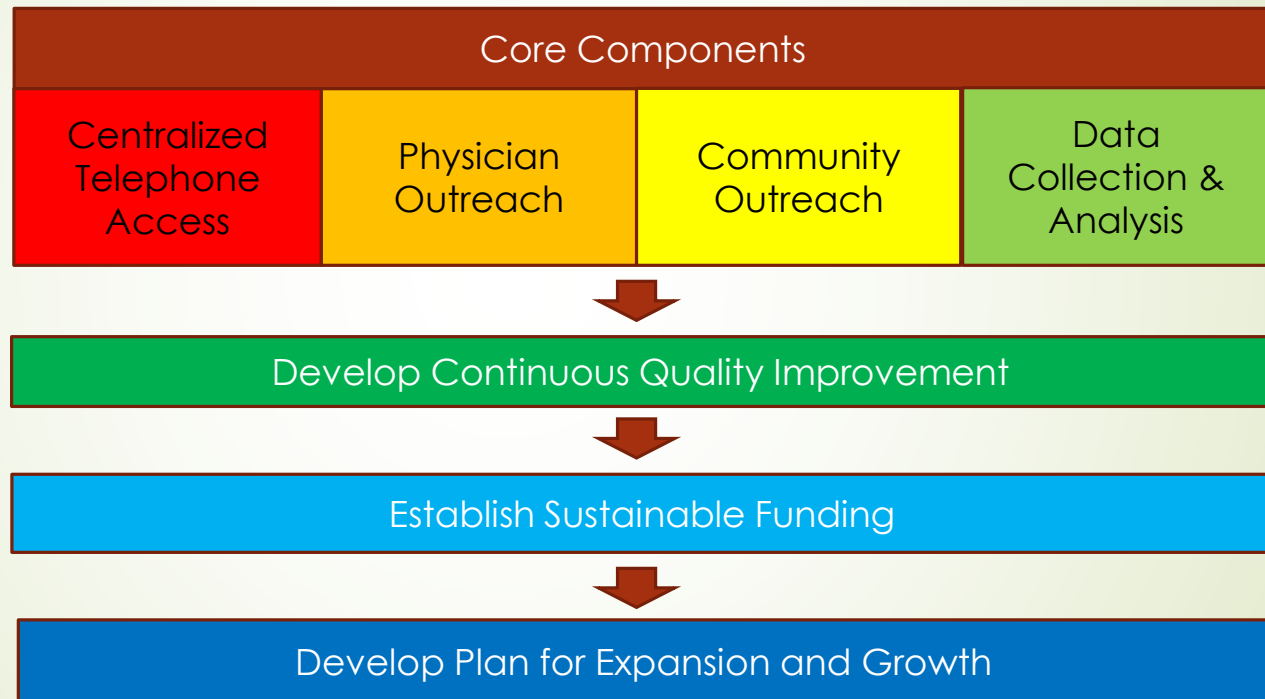 Core Components
Centralized
Telephone
Access
Physician
Outreach
Community
Outreach
Data
Collection &
Analysis
Develop Continuous Quality Improvement
Establish Sustainable Funding
Develop Plan for Expansion and Growth